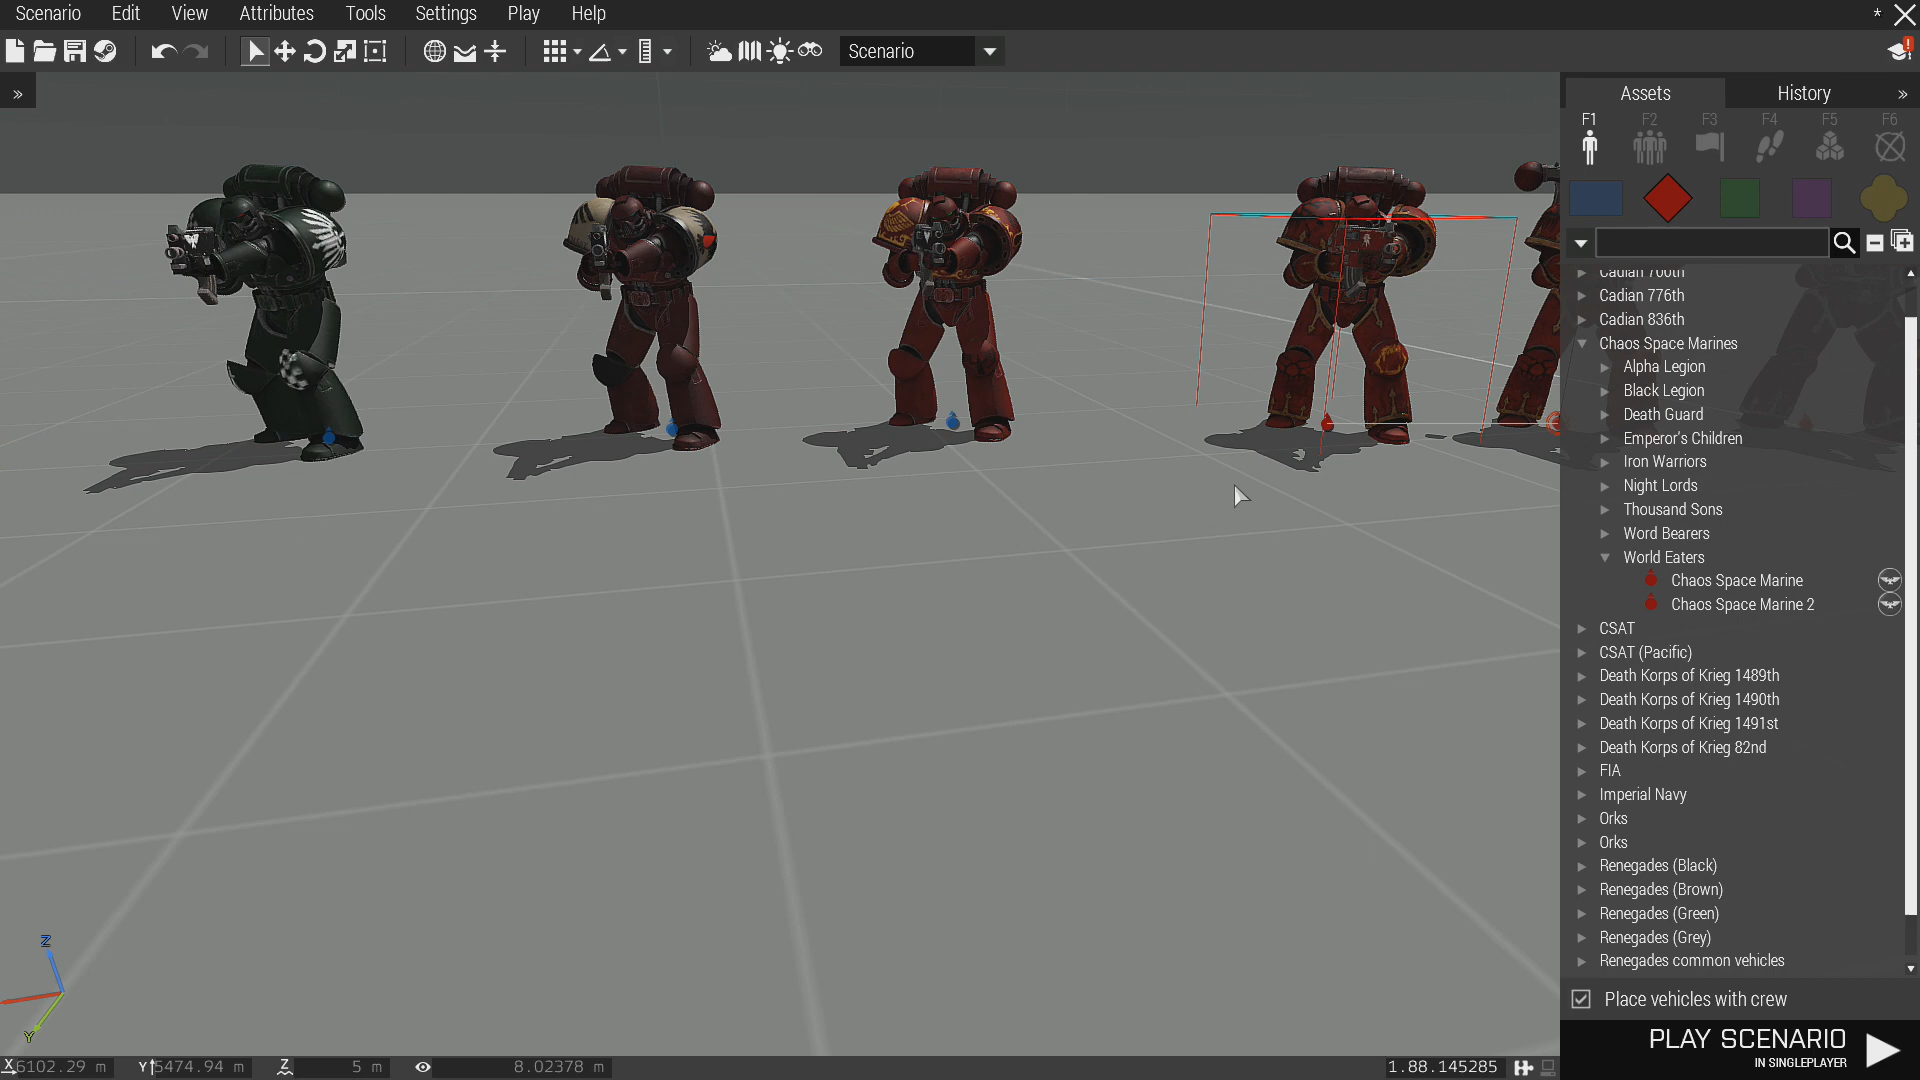 Scenario Edit View Attributes Tools Settings Play Help *
Scenario
»
Assets History »
F1 F2 F3 F4 F5 F6
Cadian 700th
Cadian 776th
Cadian 836th
Chaos Space Marines
Alpha Legion
Black Legion
Death Guard
Emperor's Children
Iron Warriors
Night Lords
Thousand Sons
Word Bearers
World Eaters
Chaos Space Marine
Chaos Space Marine 2
CSAT
CSAT (Pacific)
Death Korps of Krieg 1489th
Death Korps of Krieg 1490th
Death Korps of Krieg 1491st
Death Korps of Krieg 82nd
FIA
Imperial Navy
Orks
Orks
Renegades (Black)
Renegades (Brown)
Renegades (Green)
Renegades (Grey)
Renegades common vehicles
Place vehicles with crew
PLAY SCENARIO
IN SINGLEPLAYER
Z
Y
X 6102.29 m Y 5474.94 m Z 5 m 8.02378 m 1.88.145285